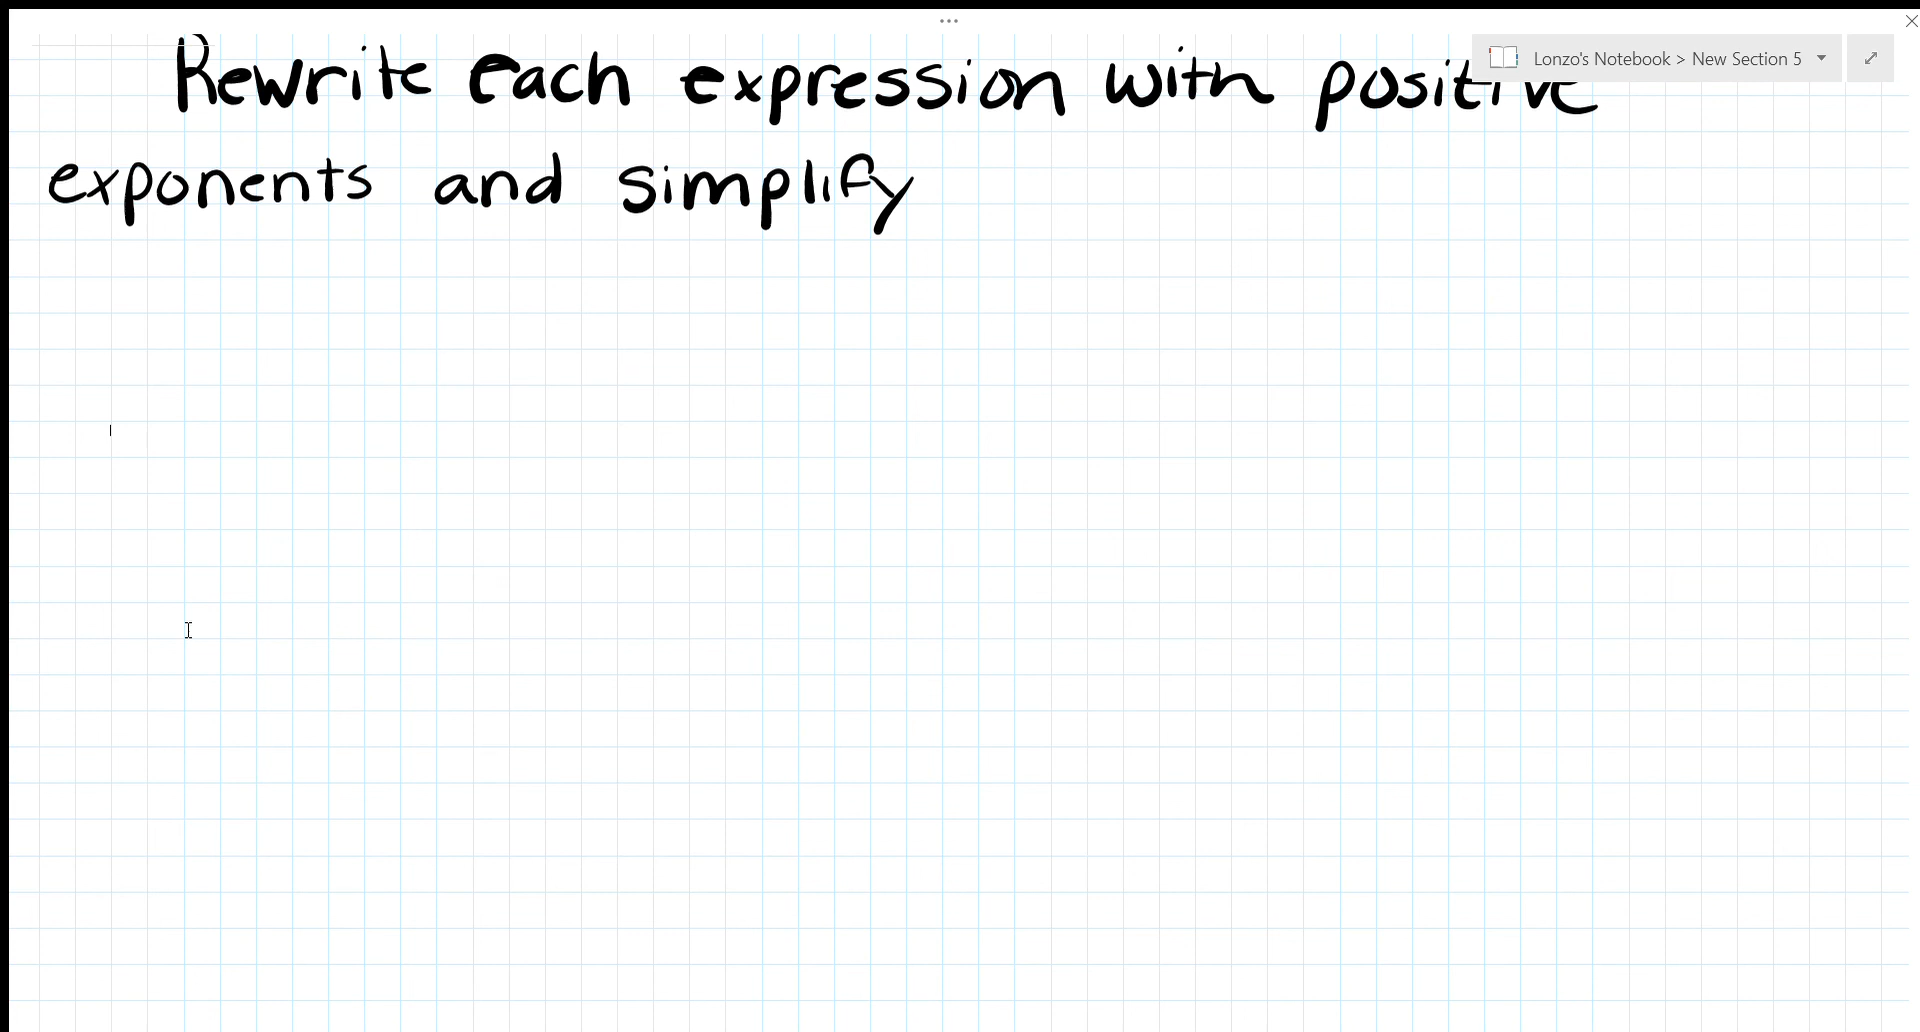 Lonzo's Notebook > New Section 5
Rewrite each expression with positive
exponents and simplify